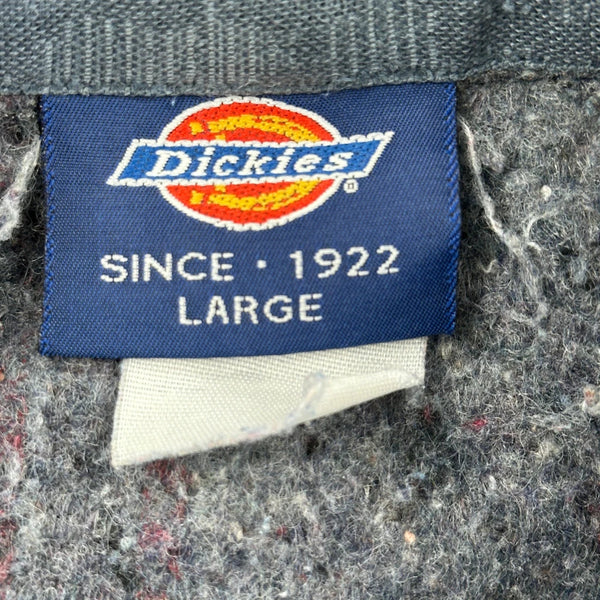 Dickies
®
SINCE · 1922
LARGE